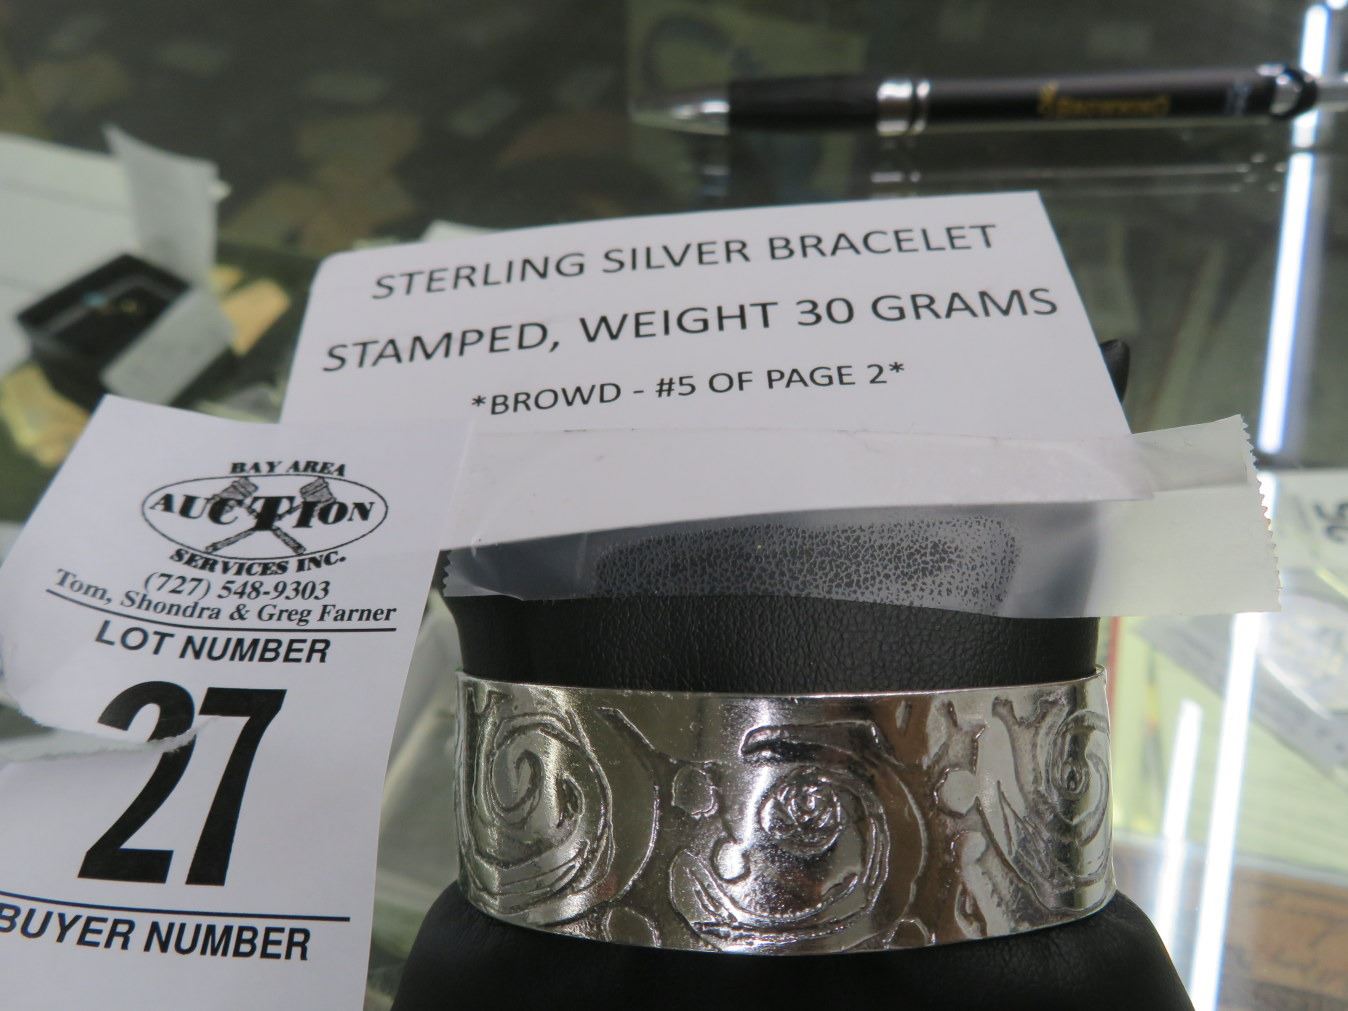 STERLING SILVER BRACELET
STAMPED, WEIGHT 30 GRAMS
*BROWD - #5 OF PAGE 2*
BAY AREA
AUCTION
SERVICES INC.
(727) 548-9303
Tom, Shondra & Greg Farner
LOT NUMBER
27
BUYER NUMBER